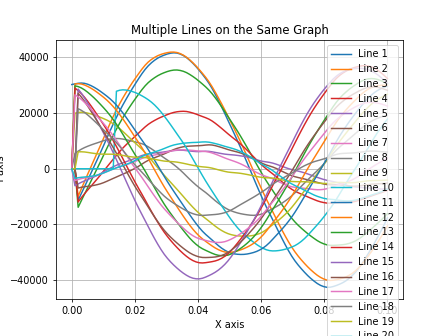 Multiple Lines on the Same Graph
40000
20000
0
−20000
−40000
0.00
0.02
0.04
0.06
0.08
X axis
axis
Line 1
Line 2
Line 3
Line 4
Line 5
Line 6
Line 7
Line 8
Line 9
Line 10
Line 11
Line 12
Line 13
Line 14
Line 15
Line 16
Line 17
Line 18
Line 19
Line 20